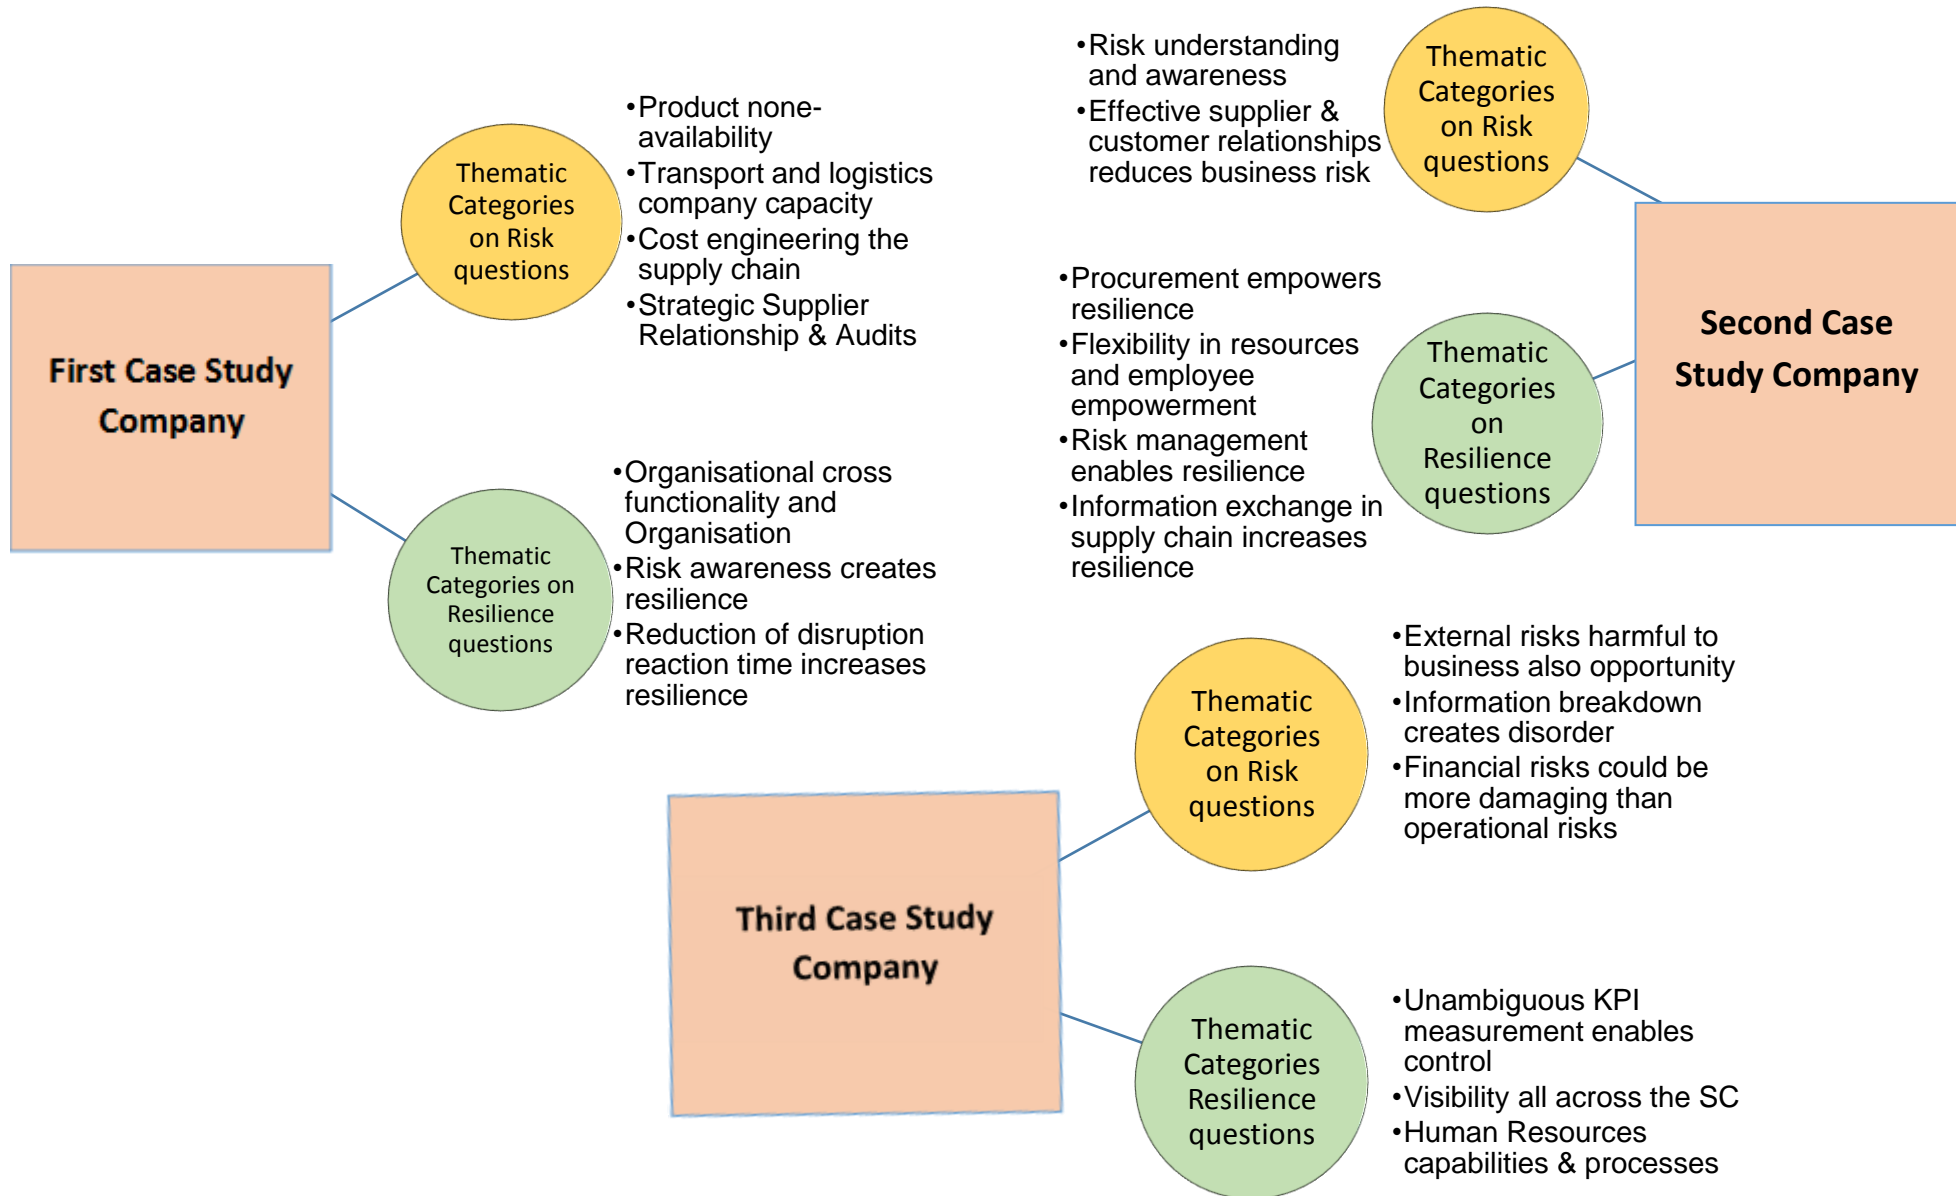 First Case Study
Company
Thematic
Categories
on Risk
questions
•Product none-
availability
•Transport and logistics
company capacity
•Cost engineering the
supply chain
•Strategic Supplier
Relationship & Audits
Thematic
Categories on
Resilience
questions
•Organisational cross
functionality and
Organisation
•Risk awareness creates
resilience
•Reduction of disruption
reaction time increases
resilience
•Risk understanding
and awareness
•Effective supplier &
customer relationships
reduces business risk
Thematic
Categories
on Risk
questions
•Procurement empowers
resilience
•Flexibility in resources
and employee
empowerment
•Risk management
enables resilience
•Information exchange in
supply chain increases
resilience
Thematic
Categories
on
Resilience
questions
Second Case
Study Company
Third Case Study
Company
Thematic
Categories
on Risk
questions
•External risks harmful to
business also opportunity
•Information breakdown
creates disorder
•Financial risks could be
more damaging than
operational risks
Thematic
Categories
Resilience
questions
•Unambiguous KPI
measurement enables
control
•Visibility all across the SC
•Human Resources
capabilities & processes